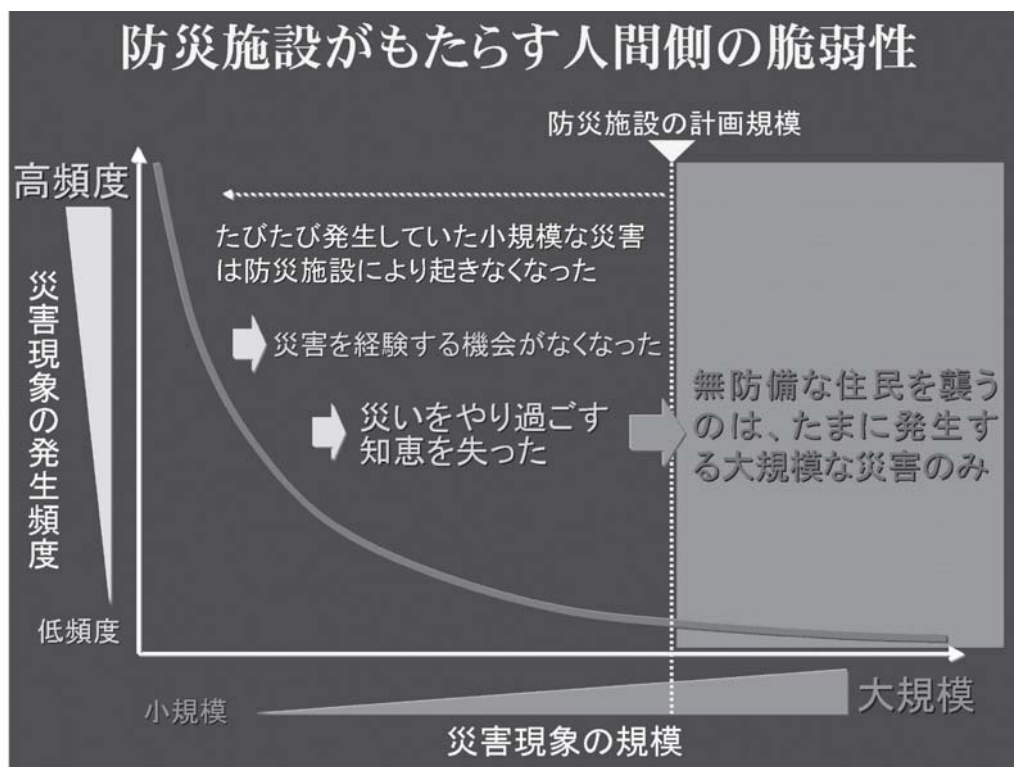 防災施設がもたらす人間側の脆弱性
防災施設の計画規模
高頻度
たびたび発生していた小規模な災害
は防災施設により起きなくなった
災害現象の発生頻度
災害を経験する機会がなくなった
災いをやり過ごす
知恵を失った
無防備な住民を襲う
のは、たまに発生す
る大規模な災害のみ
低頻度
小規模
大規模
災害現象の規模